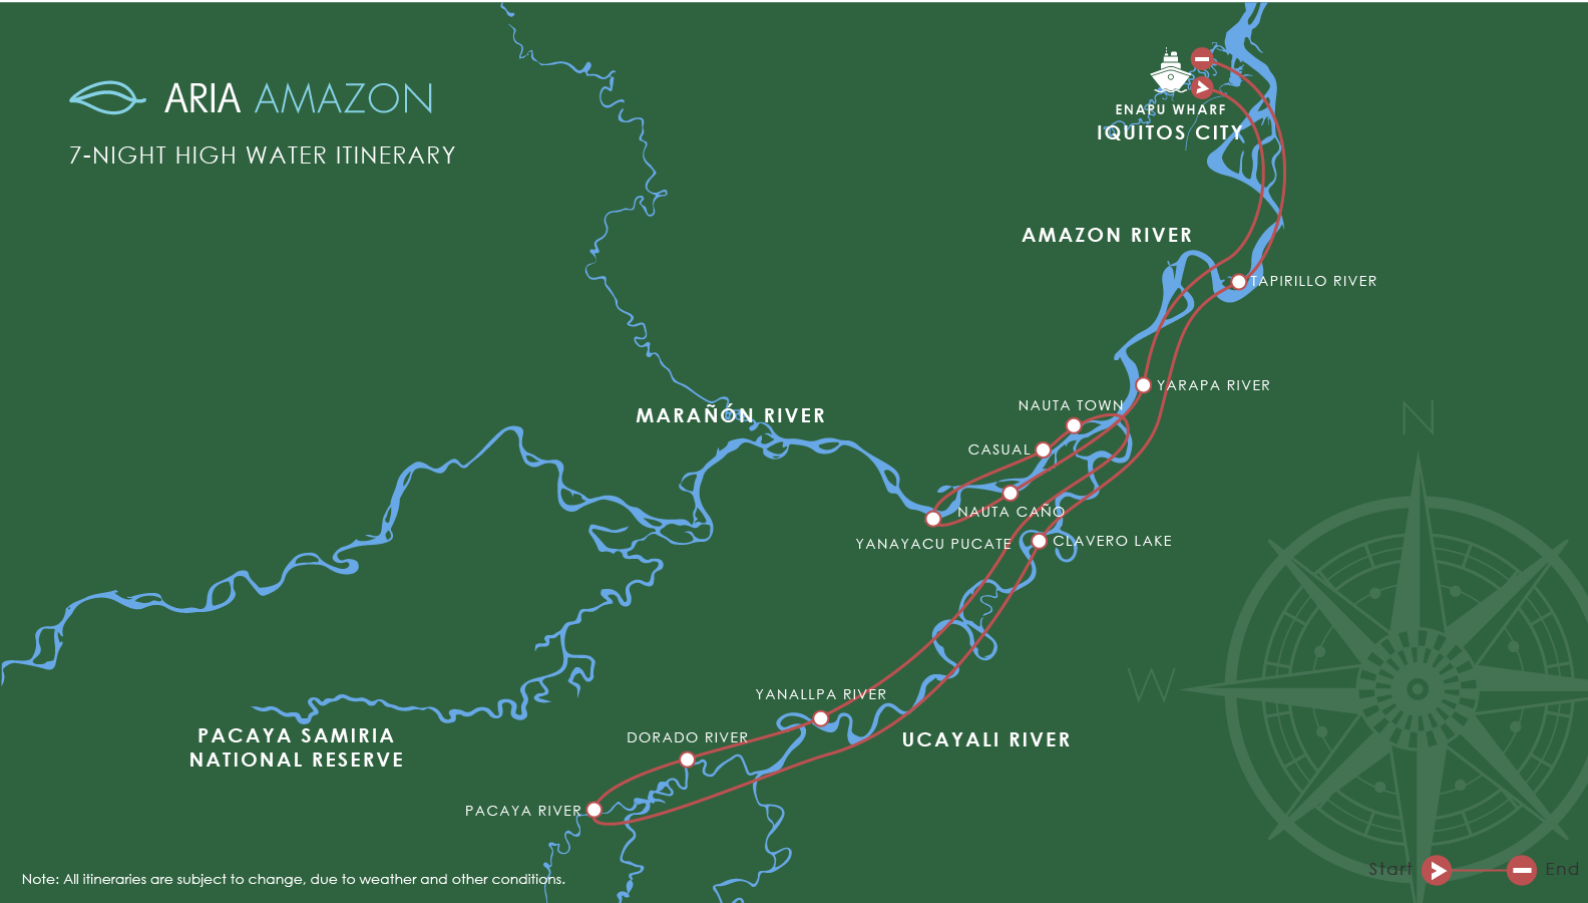 ARIA AMAZON
7-NIGHT HIGH WATER ITINERARY
ENAPU WHARF
IQUITOS CITY
AMAZON RIVER
TAPIRILLO RIVER
YARAPA RIVER
NAUTA TOWN
MARAÑÓN RIVER
CASUAL
NAUTA CAÑO
YANAYACU PUCATE
CLAVERO LAKE
N
W
YANALLPA RIVER
PACAYA SAMIRIA
NATIONAL RESERVE
DORADO RIVER
UCAYALI RIVER
PACAYA RIVER
Start
End
Note: All itineraries are subject to change, due to weather and other conditions.